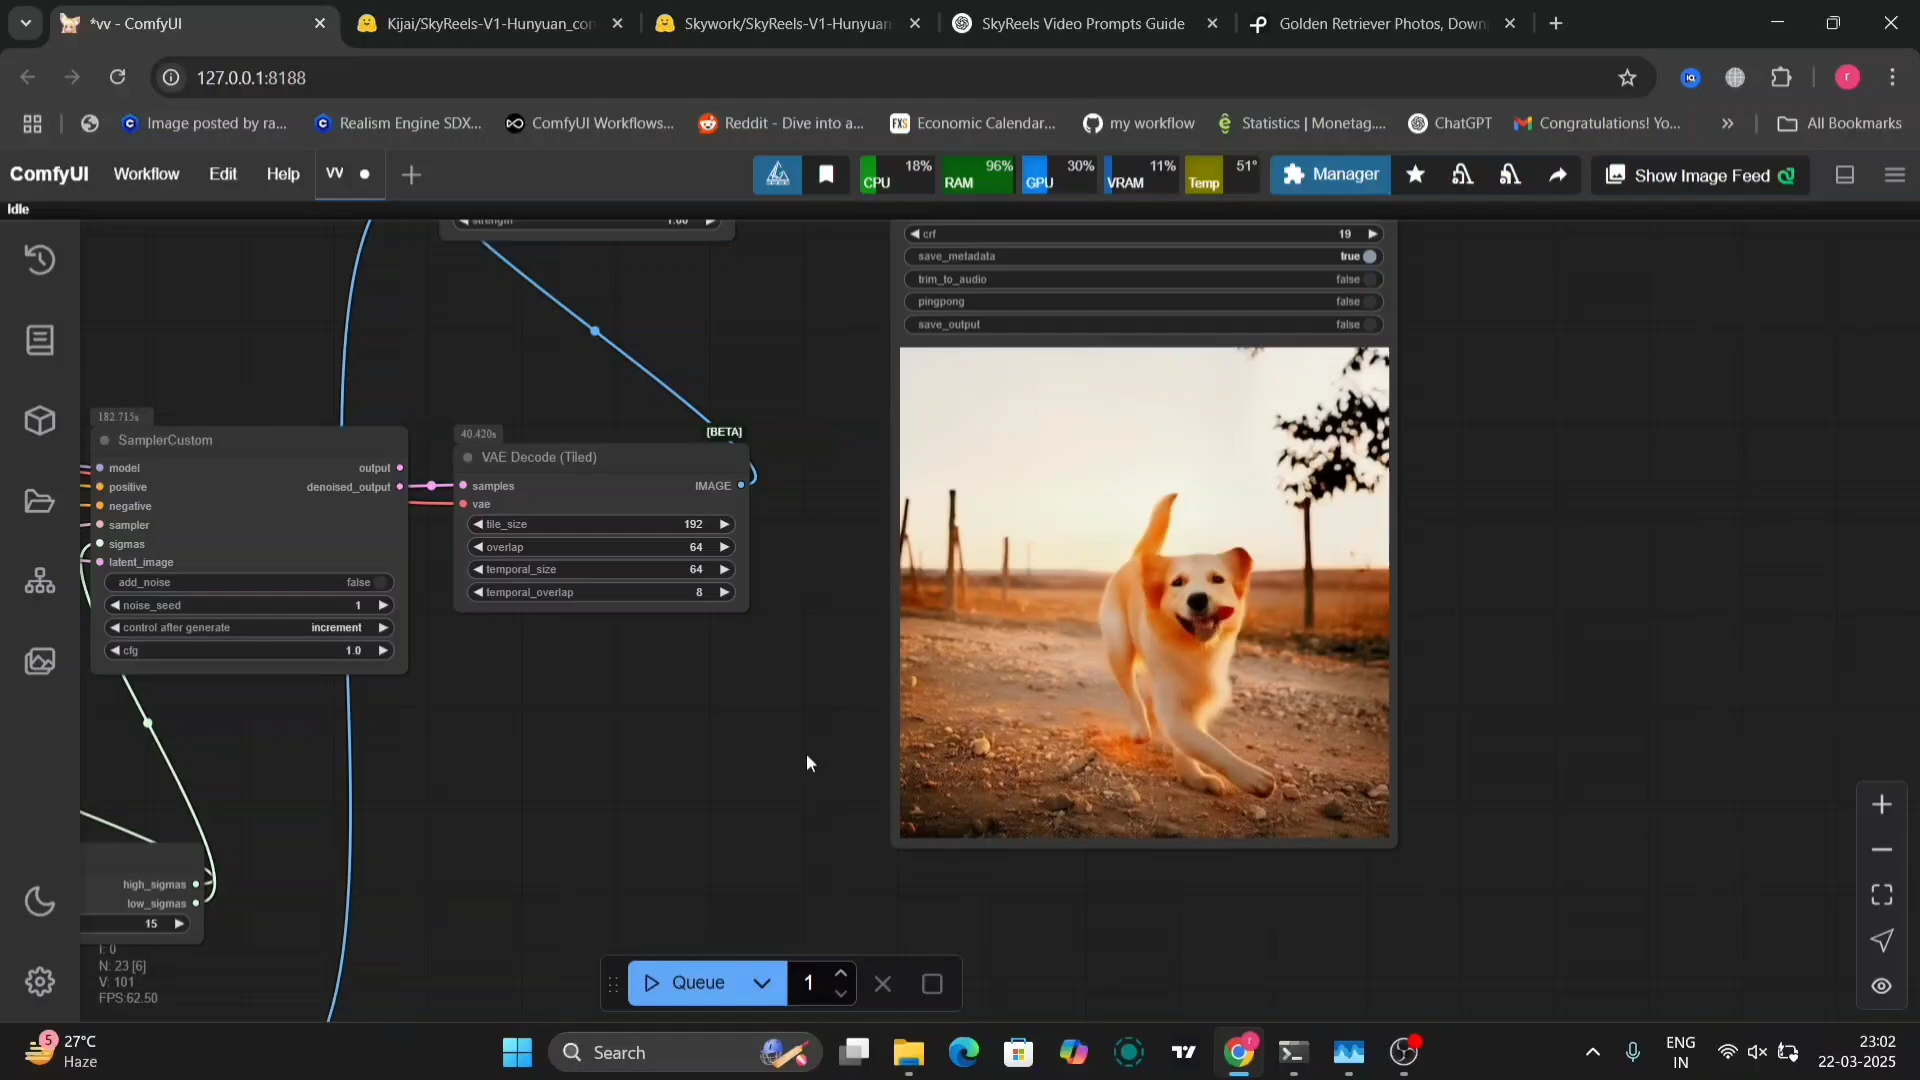 *vv - ComfyUI
Kijai/SkyReels-V1-Hunyuan_con
Skywork/SkyReels-V1-Hunyuan
SkyReels Video Prompts Guide
Golden Retriever Photos, Down
127.0.0.1:8188
r
Image posted by ra...
Realism Engine SDX...
ComfyUI Workflows...
Reddit - Dive into a...
FXS
Economic Calendar...
my workflow
Statistics | Monetag....
ChatGPT
Congratulations! Yo...
All Bookmarks
ComfyUI
Workflow
Edit
Help
vv
CPU 18%
RAM 96%
GPU 30%
VRAM 11%
Temp 51°
Manager
Show Image Feed
Idle
strength 1.00
crf 19
save_metadata true
trim_to_audio false
pingpong false
save_output false
182.715s
SamplerCustom
model output
positive denoised_output
negative
sampler
sigmas
latent_image
add_noise false
noise_seed 1
control after generate increment
cfg 1.0
[BETA]
40.420s
VAE Decode (Tiled)
samples IMAGE
vae
tile_size 192
overlap 64
temporal_size 64
temporal_overlap 8
high_sigmas
low_sigmas
15
I: 0
N: 23 [6]
V: 101
FPS:62.50
Queue
1
5
27°C
Haze
Search
ENG
IN
23:02
22-03-2025